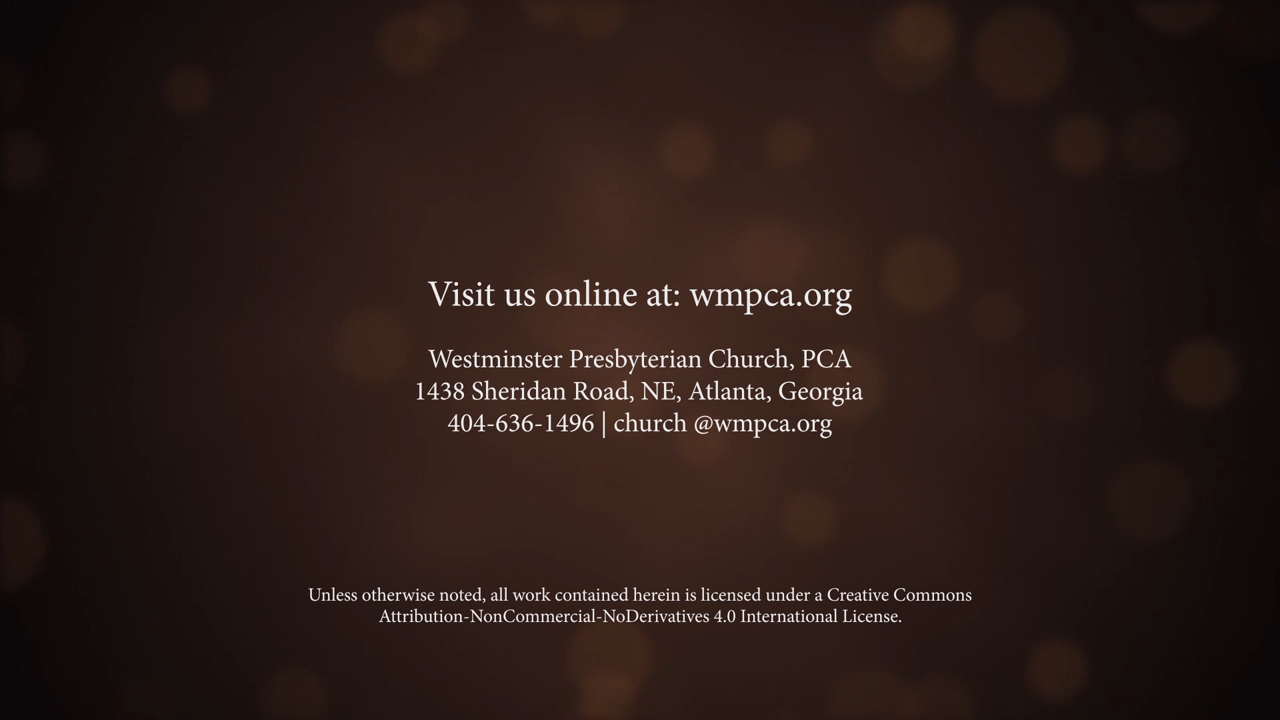 Visit us online at: wmpca.org
Westminster Presbyterian Church, PCA
1438 Sheridan Road, NE, Atlanta, Georgia
404-636-1496 | church @wmpca.org
Unless otherwise noted, all work contained herein is licensed under a Creative Commons
Attribution-NonCommercial-NoDerivatives 4.0 International License.